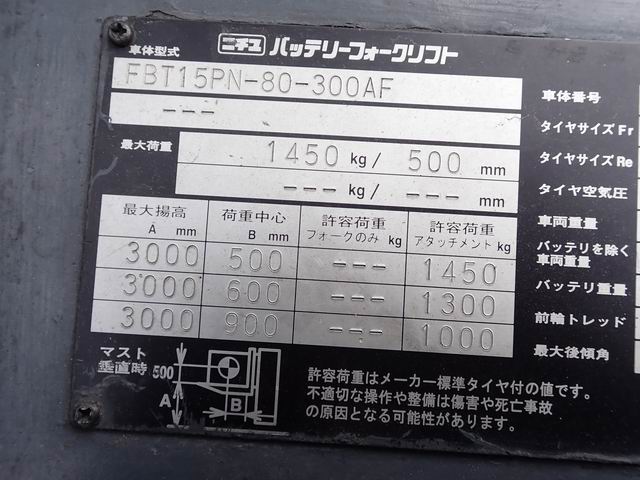 ニチユ バッテリーフォークリフト
車体型式
FBT15PN-80-300AF
---
最大荷重 1450 kg/ 500 mm
--- kg/ --- mm
最大揚高 荷重中心 許容荷重 許容荷重
A mm B mm フォークのみ kg アタッチメント kg
3000 500 --- 1450
3000 600 --- 1300
3000 900 --- 1000
マスト
垂直時 500
A B
許容荷重はメーカー標準タイヤ付の値です。
不適切な操作や整備は傷害や死亡事故
の原因となる可能性があります。
車体番号
タイヤサイズ Fr
タイヤサイズ Re
タイヤ空気圧
車両重量
バッテリを除く
車両重量
バッテリ重量
前輪トレッド
最大後傾角